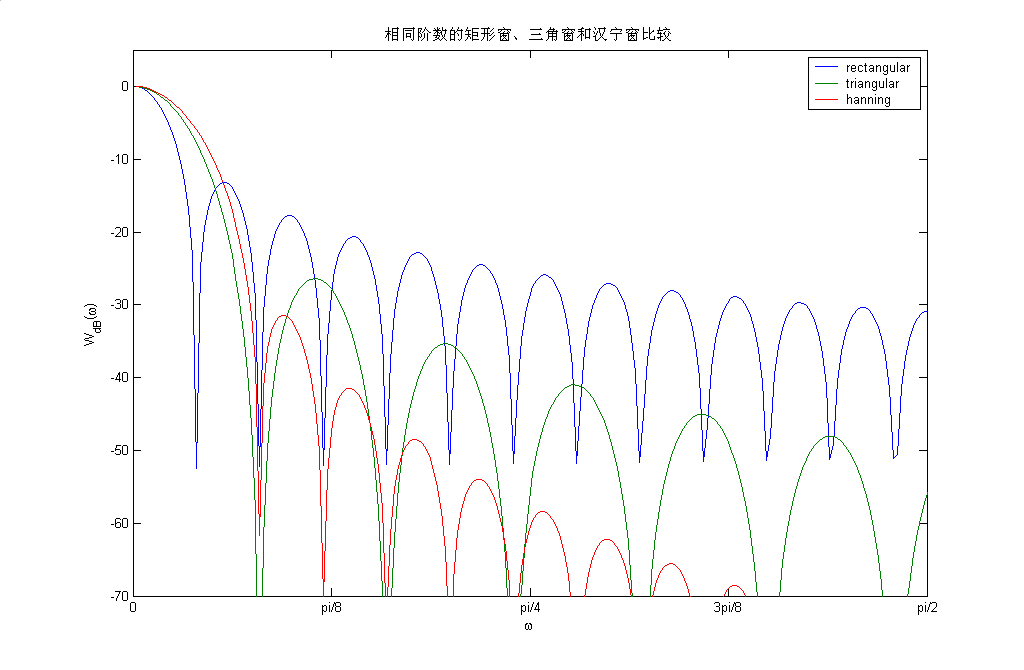 相同阶数的矩形窗、三角窗和汉宁窗比较
rectangular
triangular
hanning
0
-10
-20
-30
-40
-50
-60
-70
W_dB(ω)
0
pi/8
pi/4
3pi/8
pi/2
ω